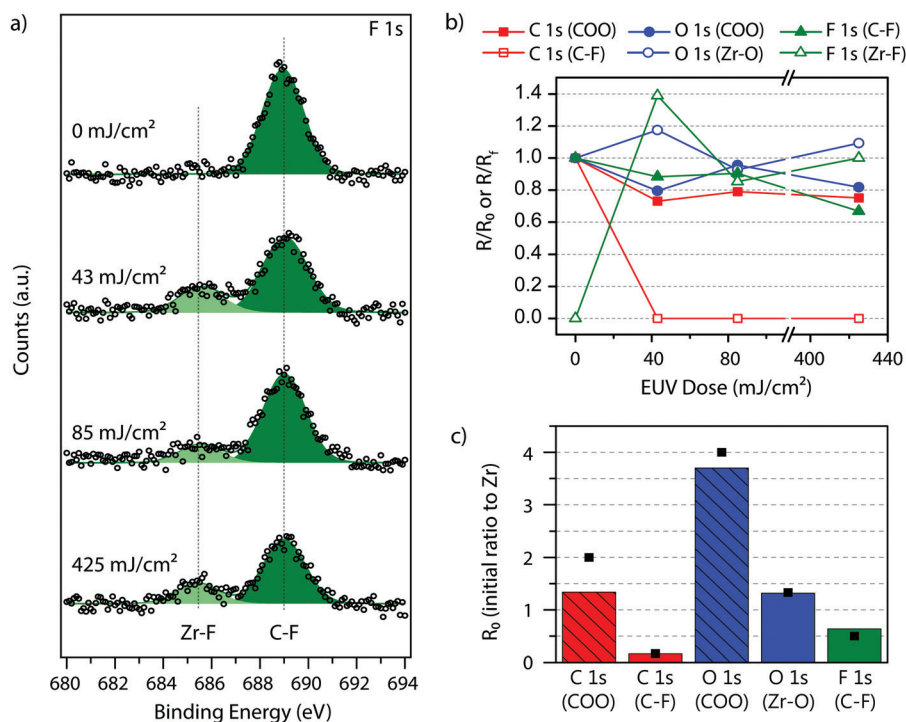 a)
F 1s
0 mJ/cm²
43 mJ/cm²
85 mJ/cm²
425 mJ/cm²
Zr-F C-F
Counts (a.u.)
680 682 684 686 688 690 692 694
Binding Energy (eV)
b)
C 1s (COO) O 1s (COO) F 1s (C-F)
C 1s (C-F) O 1s (Zr-O) F 1s (Zr-F)
R/R₀ or R/Rf
1.4
1.2
1.0
0.8
0.6
0.4
0.2
0.0
0 40 80 400 440
EUV Dose (mJ/cm²)
c)
R₀ (initial ratio to Zr)
4
3
2
1
0
C 1s C 1s O 1s O 1s F 1s
(COO) (C-F) (COO) (Zr-O) (C-F)